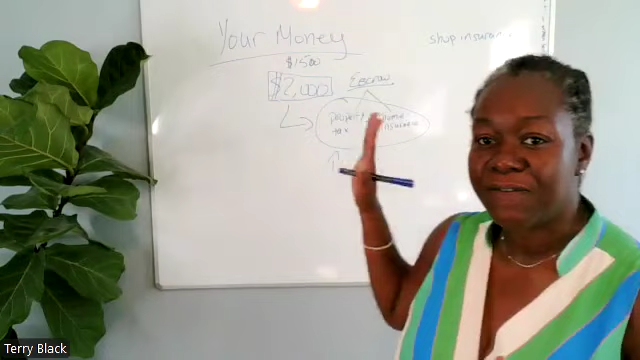 Your Money
shop insurance
$1500
$2,000
Escrow
property
tax insurance
Terry Black